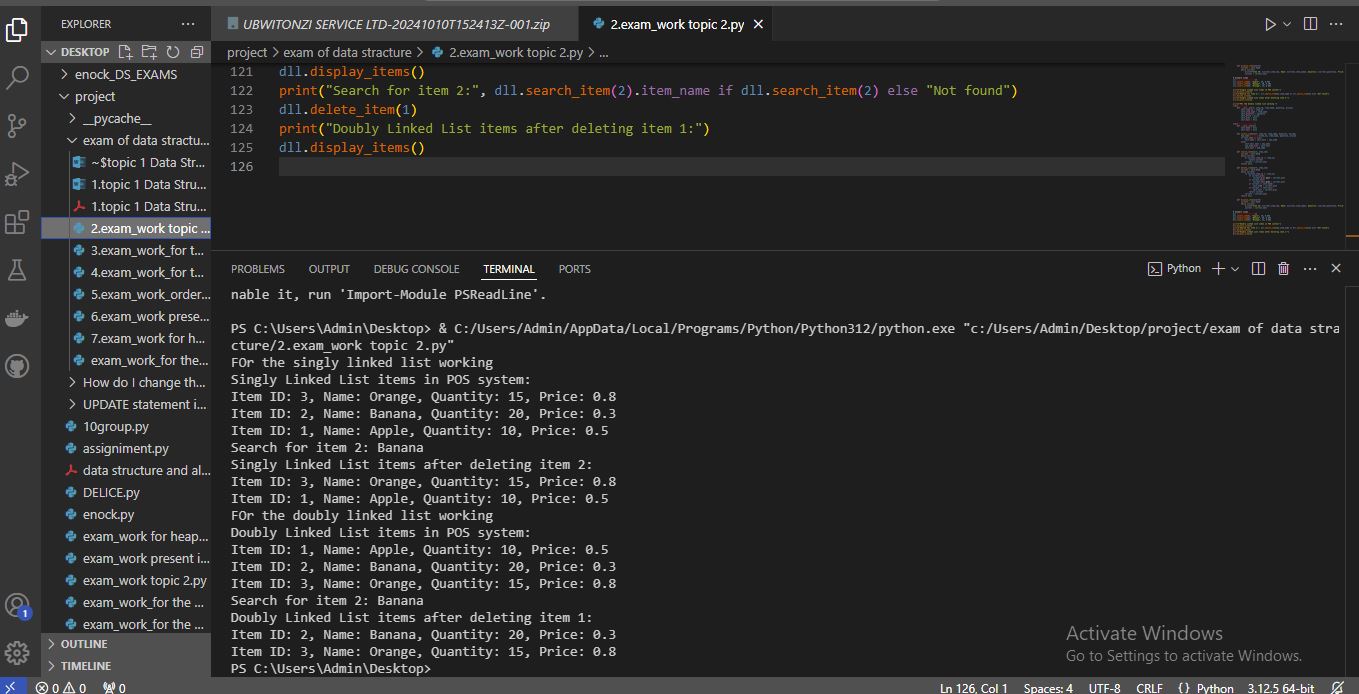 EXPLORER ...
UBWITONZI SERVICE LTD-20241010T152413Z-001.zip
2.exam_work topic 2.py
DESKTOP
project > exam of data stracture > 2.exam_work topic 2.py > ...
enock_DS_EXAMS
project
__pycache__
exam of data stractu...
~$topic 1 Data Str...
1.topic 1 Data Stru...
1.topic 1 Data Stru...
2.exam_work topic ...
3.exam_work_for t...
4.exam_work_for t...
5.exam_work_order...
6.exam_work prese...
7.exam_work for h...
exam_work_for the...
How do I change th...
UPDATE statement i...
10group.py
assigniment.py
data structure and al...
DELICE.py
enock.py
exam_work for heap...
exam_work present i...
exam_work topic 2.py
exam_work_for the ...
exam_work_for the ...
OUTLINE
TIMELINE
1
121 dll.display_items()
122 print("Search for item 2:", dll.search_item(2).item_name if dll.search_item(2) else "Not found")
123 dll.delete_item(1)
124 print("Doubly Linked List items after deleting item 1:")
125 dll.display_items()
126
PROBLEMS OUTPUT DEBUG CONSOLE TERMINAL PORTS
Python
nable it, run 'Import-Module PSReadLine'.
PS C:\Users\Admin\Desktop> & C:/Users/Admin/AppData/Local/Programs/Python/Python312/python.exe "c:/Users/Admin/Desktop/project/exam of data stra
cture/2.exam_work topic 2.py"
FOr the singly linked list working
Singly Linked List items in POS system:
Item ID: 3, Name: Orange, Quantity: 15, Price: 0.8
Item ID: 2, Name: Banana, Quantity: 20, Price: 0.3
Item ID: 1, Name: Apple, Quantity: 10, Price: 0.5
Search for item 2: Banana
Singly Linked List items after deleting item 2:
Item ID: 3, Name: Orange, Quantity: 15, Price: 0.8
Item ID: 1, Name: Apple, Quantity: 10, Price: 0.5
FOr the doubly linked list working
Doubly Linked List items in POS system:
Item ID: 1, Name: Apple, Quantity: 10, Price: 0.5
Item ID: 2, Name: Banana, Quantity: 20, Price: 0.3
Item ID: 3, Name: Orange, Quantity: 15, Price: 0.8
Search for item 2: Banana
Doubly Linked List items after deleting item 1:
Item ID: 2, Name: Banana, Quantity: 20, Price: 0.3
Item ID: 3, Name: Orange, Quantity: 15, Price: 0.8
PS C:\Users\Admin\Desktop>
Activate Windows
Go to Settings to activate Windows.
0 0 0
Ln 126, Col 1 Spaces: 4 UTF-8 CRLF {} Python 3.12.5 64-bit